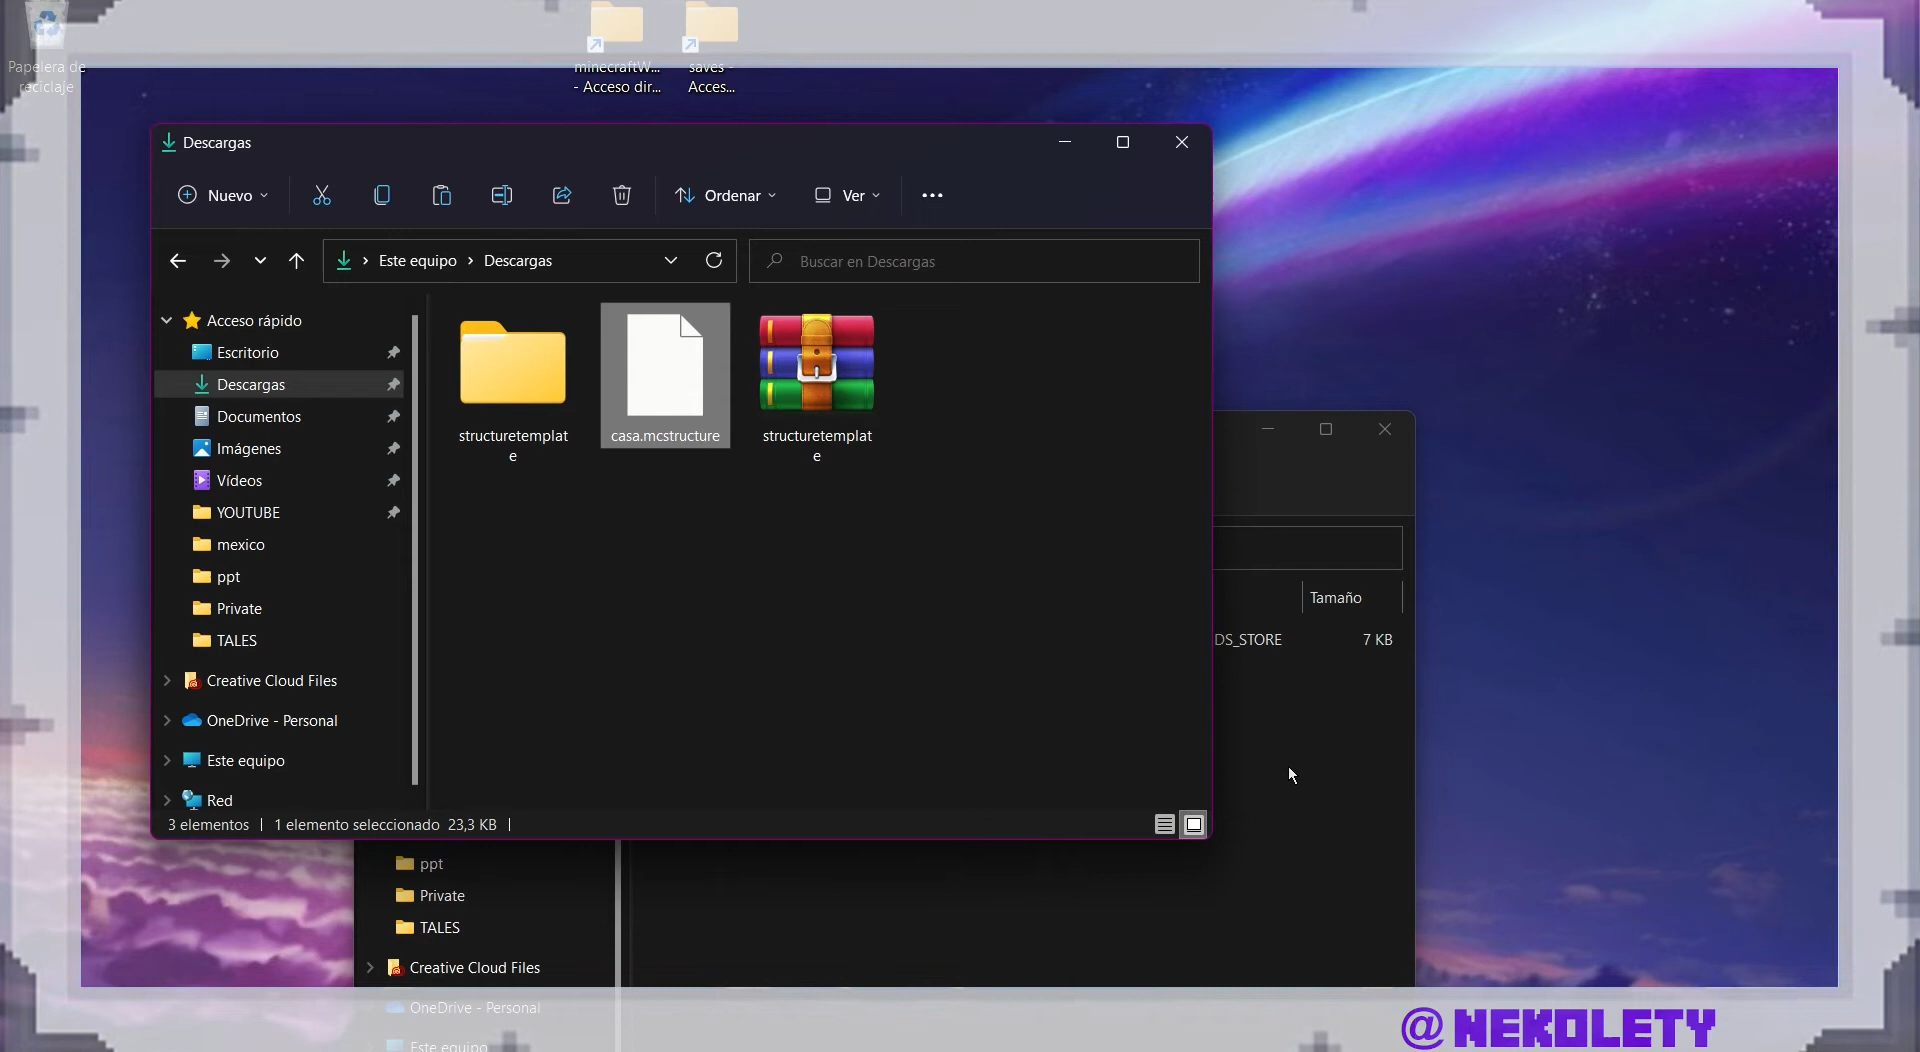 Papelera de
reciclaje
minecraftW...
- Acceso dir...
saves -
Acces...
Descargas
Nuevo
Ordenar
Ver
Este equipo
Descargas
Buscar en Descargas
Acceso rápido
Escritorio
Descargas
Documentos
Imágenes
Vídeos
YOUTUBE
mexico
ppt
Private
TALES
Creative Cloud Files
OneDrive - Personal
Este equipo
Red
structuretemplat
e
casa.mcstructure
structuretemplat
e
3 elementos
1 elemento seleccionado 23,3 KB
Tamaño
DS_STORE
7 KB
ppt
Private
TALES
Creative Cloud Files
OneDrive - Personal
Este equipo
@NEKOLETY